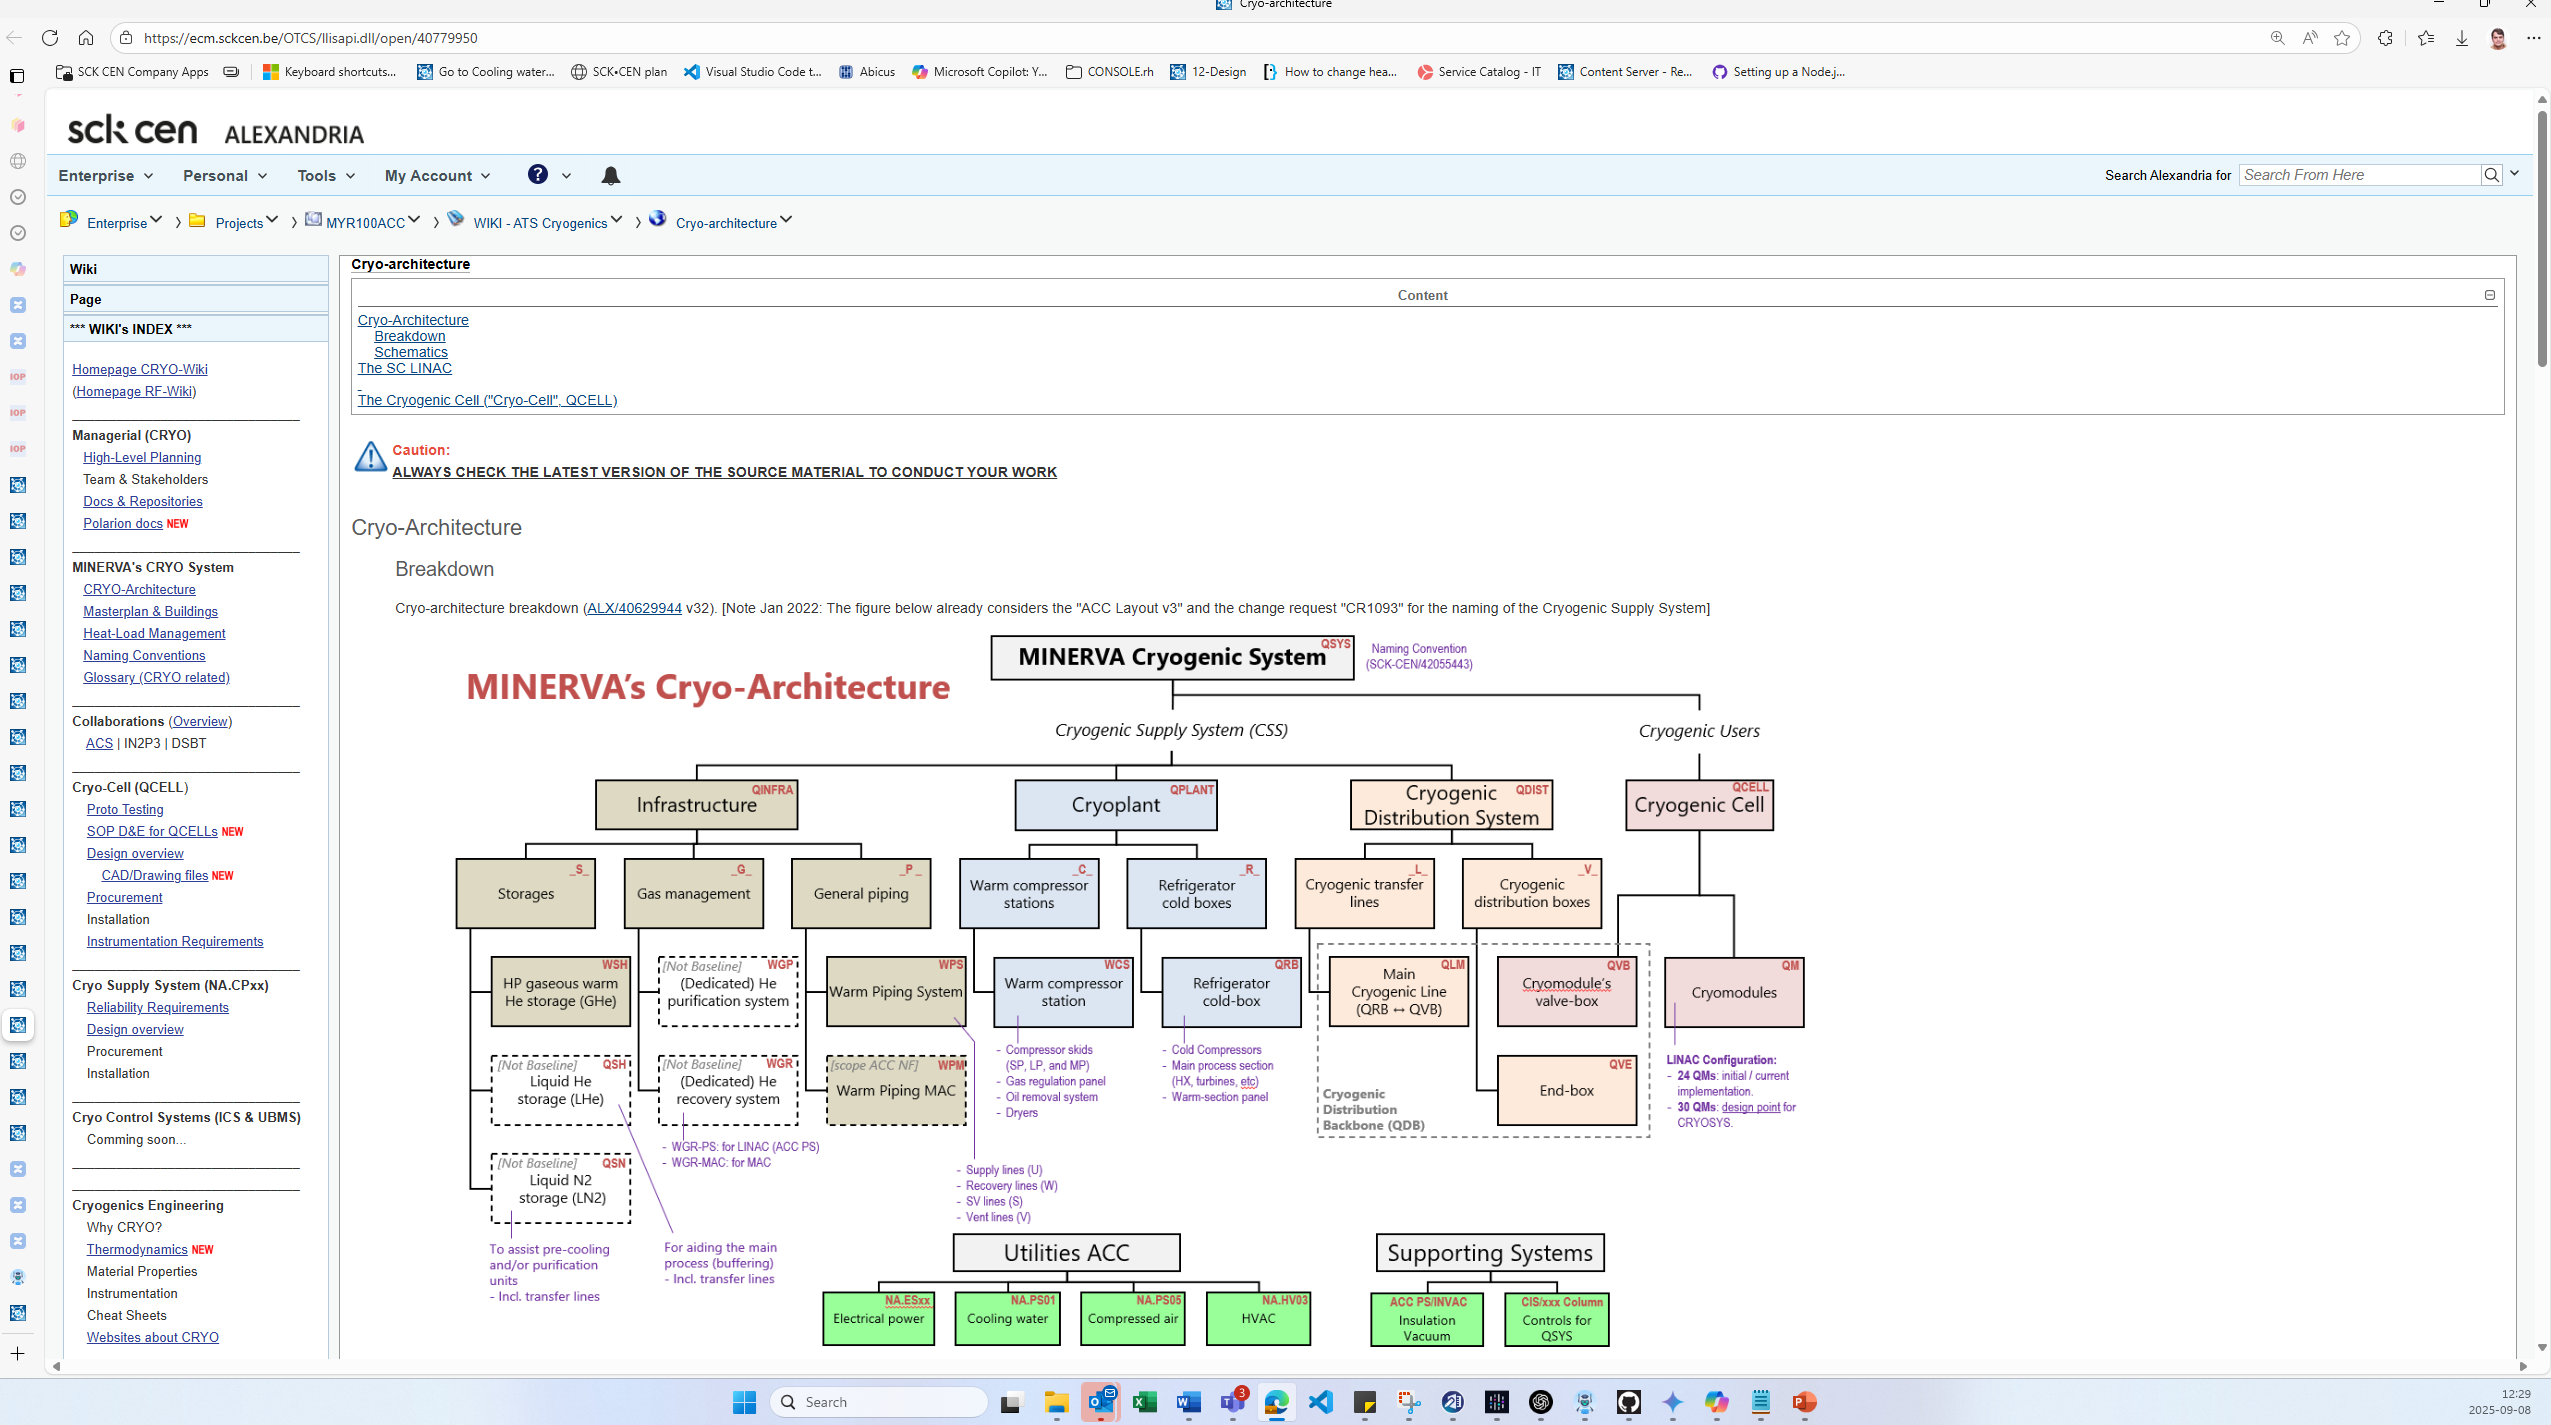 Cryo-architecture
https://ecm.sckcen.be/OTCS/llisapi.dll/open/40779950
SCK CEN Company Apps
Keyboard shortcuts...
Go to Cooling water...
SCK•CEN plan
Visual Studio Code t...
Abicus
Microsoft Copilot: Y...
CONSOLE.rh
12-Design
How to change hea...
Service Catalog - IT
Content Server - Re...
Setting up a Node.j...
sck cen ALEXANDRIA
Enterprise
Personal
Tools
My Account
?
Search Alexandria for
Search From Here
Enterprise
Projects
MYR100ACC
WIKI - ATS Cryogenics
Cryo-architecture
IOP
IOP
IOP
Wiki
Page
*** WIKI's INDEX ***
Homepage CRYO-Wiki
(Homepage RF-Wiki)
Managerial (CRYO)
High-Level Planning
Team & Stakeholders
Docs & Repositories
Polarion docs NEW
MINERVA's CRYO System
CRYO-Architecture
Masterplan & Buildings
Heat-Load Management
Naming Conventions
Glossary (CRYO related)
Collaborations (Overview)
ACS | IN2P3 | DSBT
Cryo-Cell (QCELL)
Proto Testing
SOP D&E for QCELLs NEW
Design overview
CAD/Drawing files NEW
Procurement
Installation
Instrumentation Requirements
Cryo Supply System (NA.CPxx)
Reliability Requirements
Design overview
Procurement
Installation
Cryo Control Systems (ICS & UBMS)
Comming soon...
Cryogenics Engineering
Why CRYO?
Thermodynamics NEW
Material Properties
Instrumentation
Cheat Sheets
Websites about CRYO
Cryo-architecture
Content
Cryo-Architecture
Breakdown
Schematics
The SC LINAC
The Cryogenic Cell ("Cryo-Cell", QCELL)
Caution:
ALWAYS CHECK THE LATEST VERSION OF THE SOURCE MATERIAL TO CONDUCT YOUR WORK
Cryo-Architecture
Breakdown
Cryo-architecture breakdown (ALX/40629944 v32). [Note Jan 2022: The figure below already considers the "ACC Layout v3" and the change request "CR1093" for the naming of the Cryogenic Supply System]
MINERVA's Cryo-Architecture
QSYS
MINERVA Cryogenic System
Naming Convention
(SCK-CEN/42055443)
Cryogenic Supply System (CSS)
Cryogenic Users
QINFRA
Infrastructure
QPLANT
Cryoplant
QDIST
Cryogenic
Distribution System
QCELL
Cryogenic Cell
_S_
Storages
_G_
Gas management
_P_
General piping
_C_
Warm compressor
stations
_R_
Refrigerator
cold boxes
_L_
Cryogenic transfer
lines
_V_
Cryogenic
distribution boxes
WSH
HP gaseous warm
He storage (GHe)
[Not Baseline] WGP
(Dedicated) He
purification system
WPS
Warm Piping System
WCS
Warm compressor
station
QRB
Refrigerator
cold-box
QLM
Main
Cryogenic Line
(QRB ↔ QVB)
QVB
Cryomodule's
valve-box
QM
Cryomodules
[Not Baseline] QSH
Liquid He
storage (LHe)
[Not Baseline] WGR
(Dedicated) He
recovery system
[scope ACC NF] WPM
Warm Piping MAC
- Compressor skids
(SP, LP, and MP)
- Gas regulation panel
- Oil removal system
- Dryers
- Cold Compressors
- Main process section
(HX, turbines, etc)
- Warm-section panel
Cryogenic
Distribution
Backbone (QDB)
QVE
End-box
LINAC Configuration:
- 24 QMs: initial / current
implementation.
- 30 QMs: design point for
CRYOSYS.
[Not Baseline] QSN
Liquid N2
storage (LN2)
- WGR-PS: for LINAC (ACC PS)
- WGR-MAC: for MAC
- Supply lines (U)
- Recovery lines (W)
- SV lines (S)
- Vent lines (V)
To assist pre-cooling
and/or purification
units
- Incl. transfer lines
For aiding the main
process (buffering)
- Incl. transfer lines
Utilities ACC
Supporting Systems
NA.ESxx
Electrical power
NA.PS01
Cooling water
NA.PS05
Compressed air
NA.HV03
HVAC
ACC PS/INVAC
Insulation
Vacuum
CIS/xxx Column
Controls for
QSYS
Search
3
12:29
2025-09-08